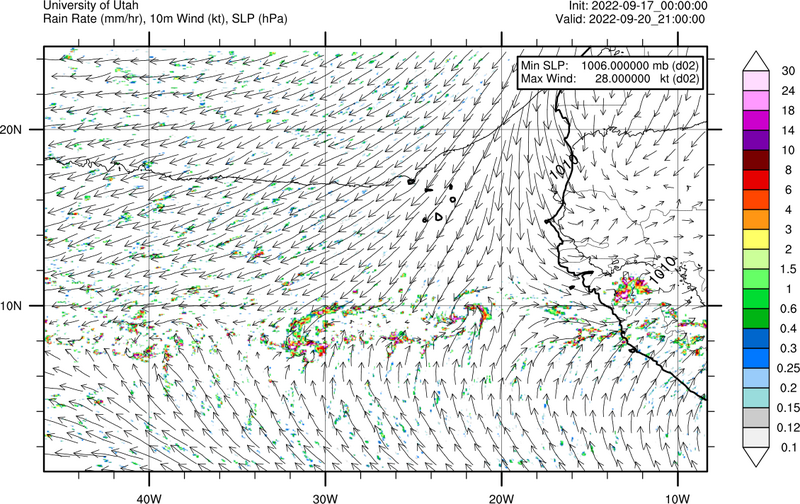 University of Utah
Init: 2022-09-17_00:00:00
Rain Rate (mm/hr), 10m Wind (kt), SLP (hPa)
Valid: 2022-09-20_21:00:00
Min SLP: 1006.000000 mb (d02)
Max Wind: 28.000000 kt (d02)
20N
10N
1010
1010
40W
30W
20W
10W
30
24
18
14
10
8
6
4
3
2
1.5
1
0.6
0.4
0.3
0.25
0.2
0.15
0.12
0.1